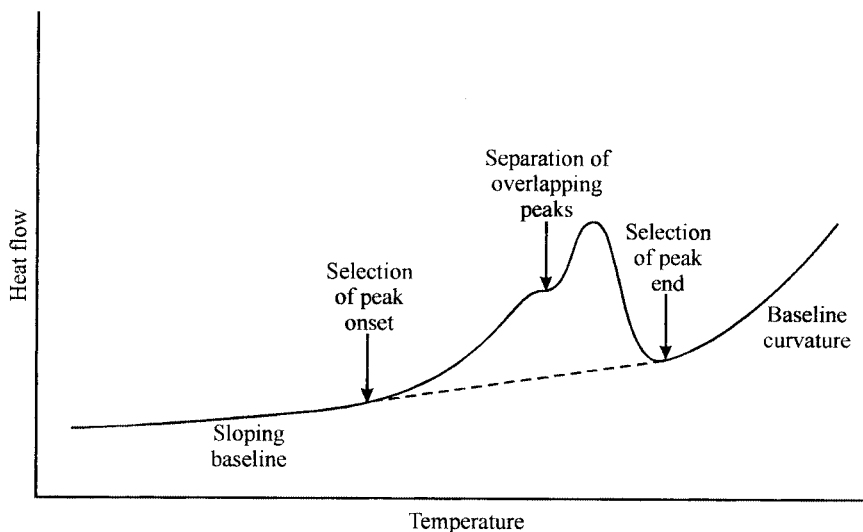 Separation of
overlapping
peaks
Selection
of peak
onset
Selection
of peak
end
Heat flow
Baseline
curvature
Sloping
baseline
Temperature